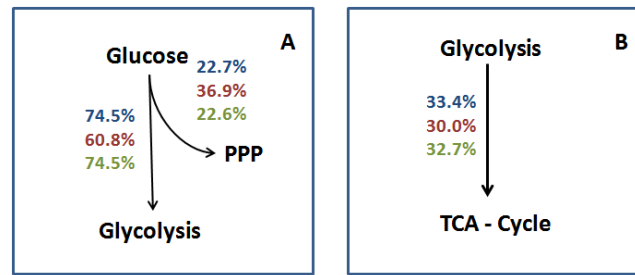 A
Glucose
22.7%
36.9%
22.6%
74.5%
60.8%
74.5%
PPP
Glycolysis
B
Glycolysis
33.4%
30.0%
32.7%
TCA - Cycle